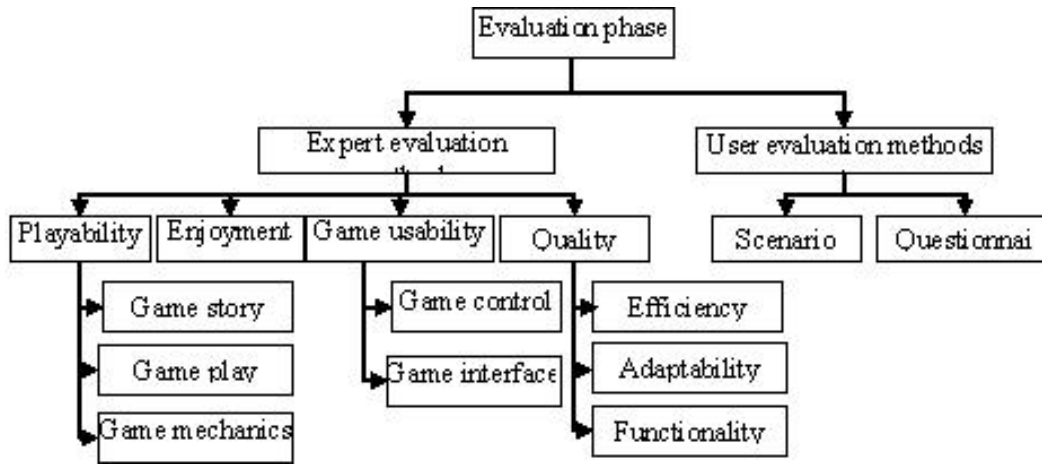 Evaluation phase
Expert evaluation
User evaluation methods
Playability
Enjoyment
Game usability
Quality
Scenario
Questionnai
Game story
Game control
Efficiency
Game play
Game interface
Adaptability
Game mechanics
Functionality